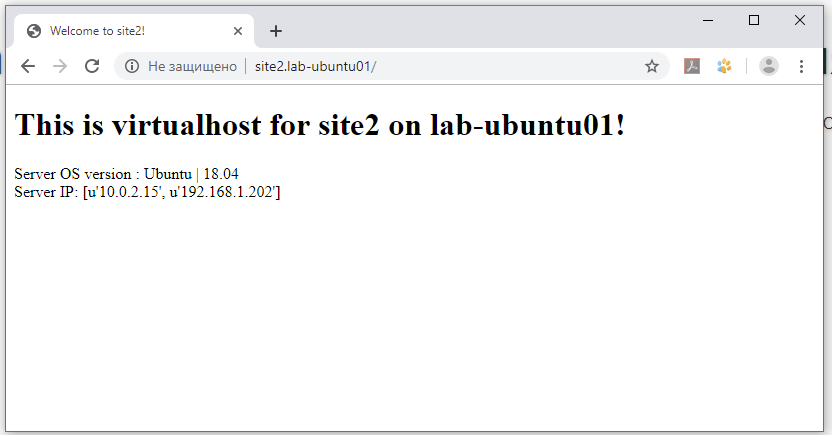 Welcome to site2!
Не защищено site2.lab-ubuntu01/
This is virtualhost for site2 on lab-ubuntu01!
Server OS version : Ubuntu | 18.04
Server IP: [u'10.0.2.15', u'192.168.1.202']